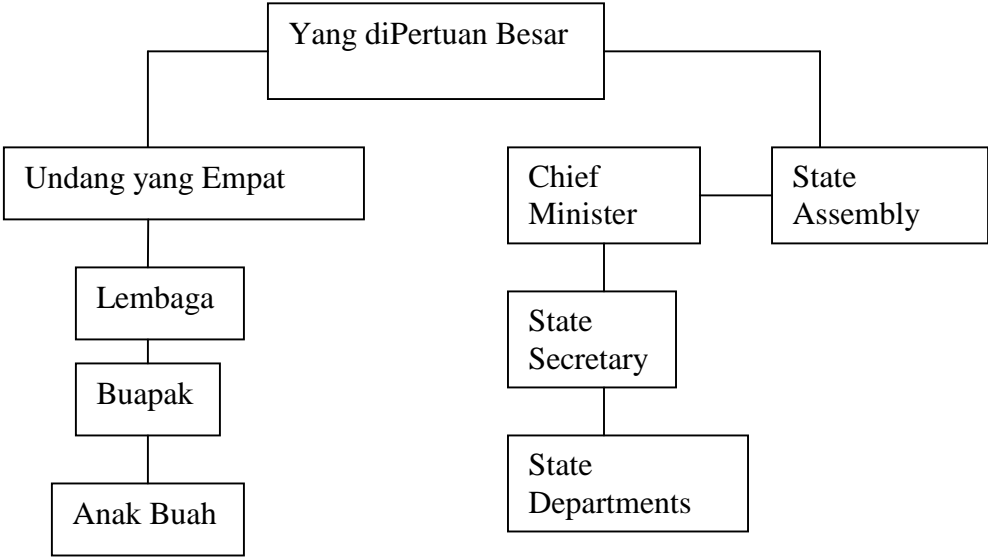 Yang diPertuan Besar
Undang yang Empat
Chief
Minister
State
Assembly
Lembaga
State
Secretary
Buapak
State
Departments
Anak Buah